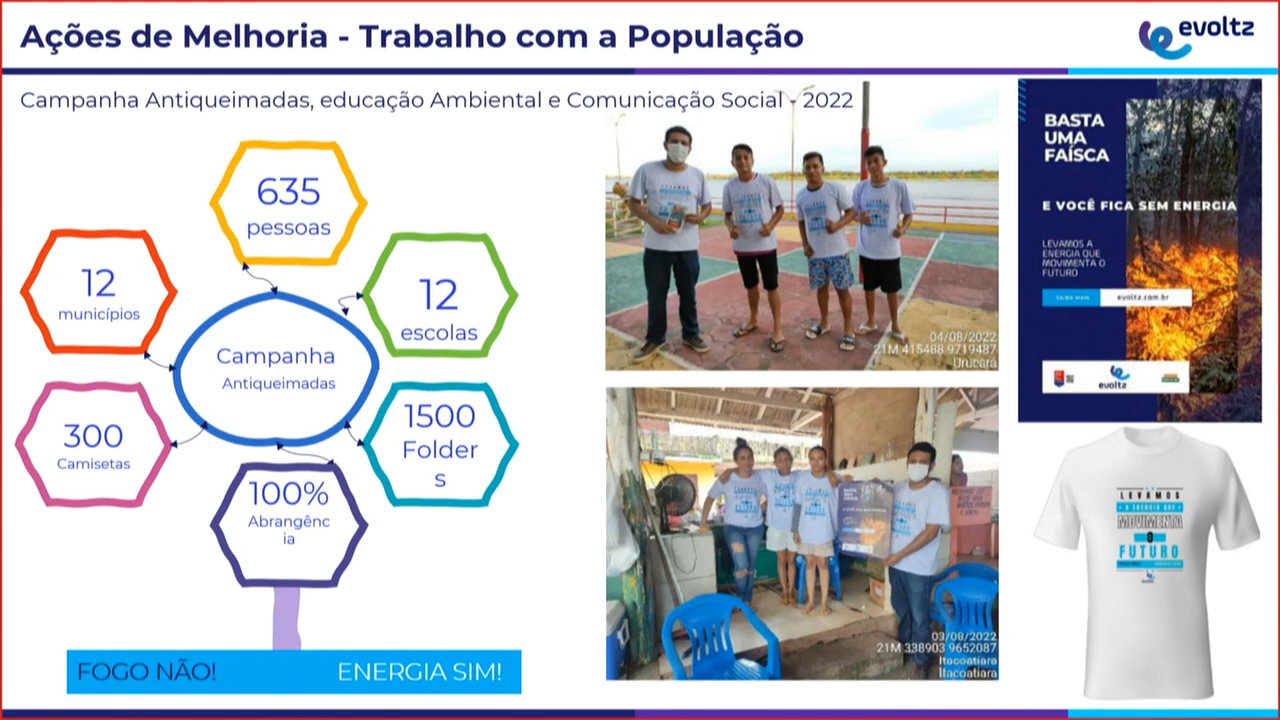 Ações de Melhoria - Trabalho com a População
evoltz
Campanha Antiqueimadas, educação Ambiental e Comunicação Social - 2022
635
pessoas
12
municípios
12
escolas
Campanha
Antiqueimadas
300
Camisetas
1500
Folder
s
100%
Abrangênc
ia
FOGO NÃO! ENERGIA SIM!
04/08/2022
21M 415488 9719487
Urucará
03/08/2022
21M 338903 9652087
Itacoatiara
Itacoatiara
BASTA
UMA
FAÍSCA
E VOCÊ FICA SEM ENERGIA
LEVAMOS A
ENERGIA QUE
MOVIMENTA O
FUTURO
SAIBA MAIS evoltz.com.br
evoltz
LEVAMOS
A ENERGIA QUE
MOVIMENTA
O
FUTURO
evoltz